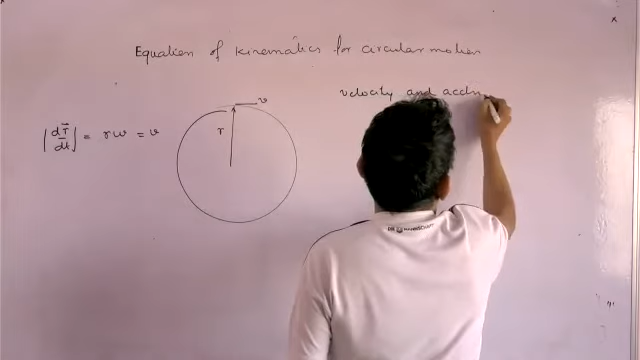 Equation of kinematics for circular motion
velocity and accln
|dr̄/dt| = rω = v
r
v